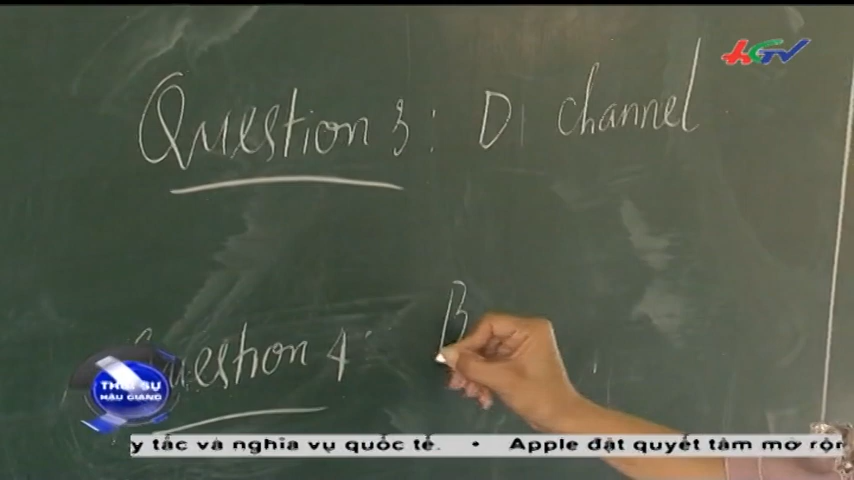 HGTV
Question 3: D channel
Question 4: B
THỜI SỰ
HẬU GIANG
y tắc và nghĩa vụ quốc tế. • Apple đặt quyết tâm mở rộn